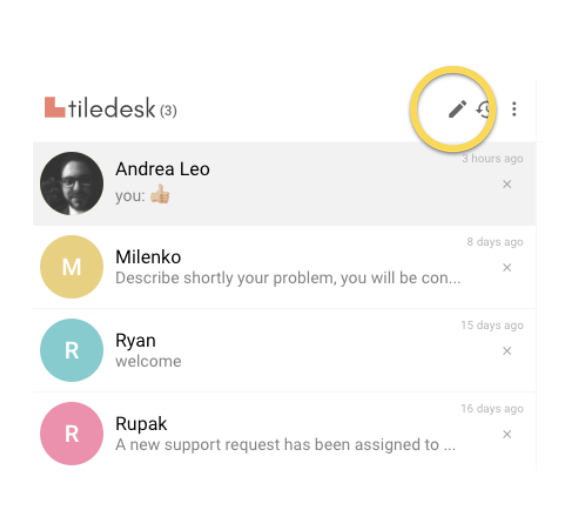 tiledesk (3)
3 hours ago
Andrea Leo
you: 👍🏼
8 days ago
M
Milenko
Describe shortly your problem, you will be con...
15 days ago
R
Ryan
welcome
16 days ago
R
Rupak
A new support request has been assigned to ...